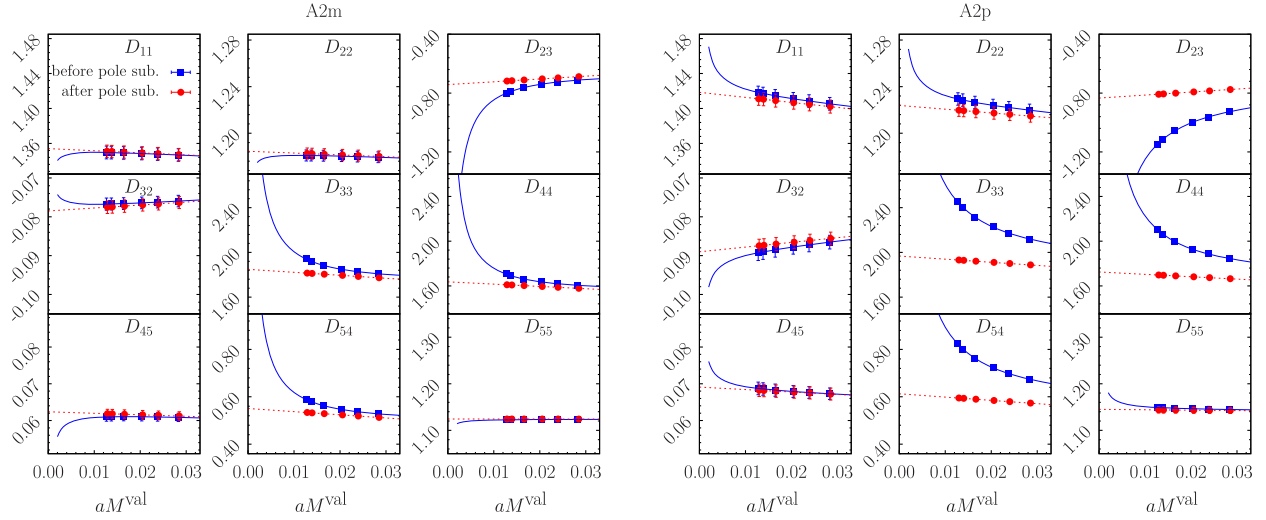 A2m
A2p
D11 D22 D23
D11 D22 D23
before pole sub.
after pole sub.
1.48 1.44 1.40 1.36
1.28 1.24 1.20
-0.40 -0.80 -1.20
1.48 1.44 1.40 1.36
1.28 1.24 1.20
-0.40 -0.80 -1.20
D32 D33 D44
D32 D33 D44
-0.07 -0.08 -0.09 -0.10
2.40 2.00 1.60
2.40 2.00 1.60
-0.07 -0.08 -0.09 -0.10
2.40 2.00 1.60
2.40 2.00 1.60
D45 D54 D55
D45 D54 D55
0.08 0.07 0.06
0.80 0.60 0.40
1.30 1.20 1.10
0.08 0.07 0.06
0.80 0.60 0.40
1.30 1.20 1.10
0.00 0.01 0.02 0.03 0.00 0.01 0.02 0.03 0.00 0.01 0.02 0.03
0.00 0.01 0.02 0.03 0.00 0.01 0.02 0.03 0.00 0.01 0.02 0.03
aMval aMval aMval
aMval aMval aMval